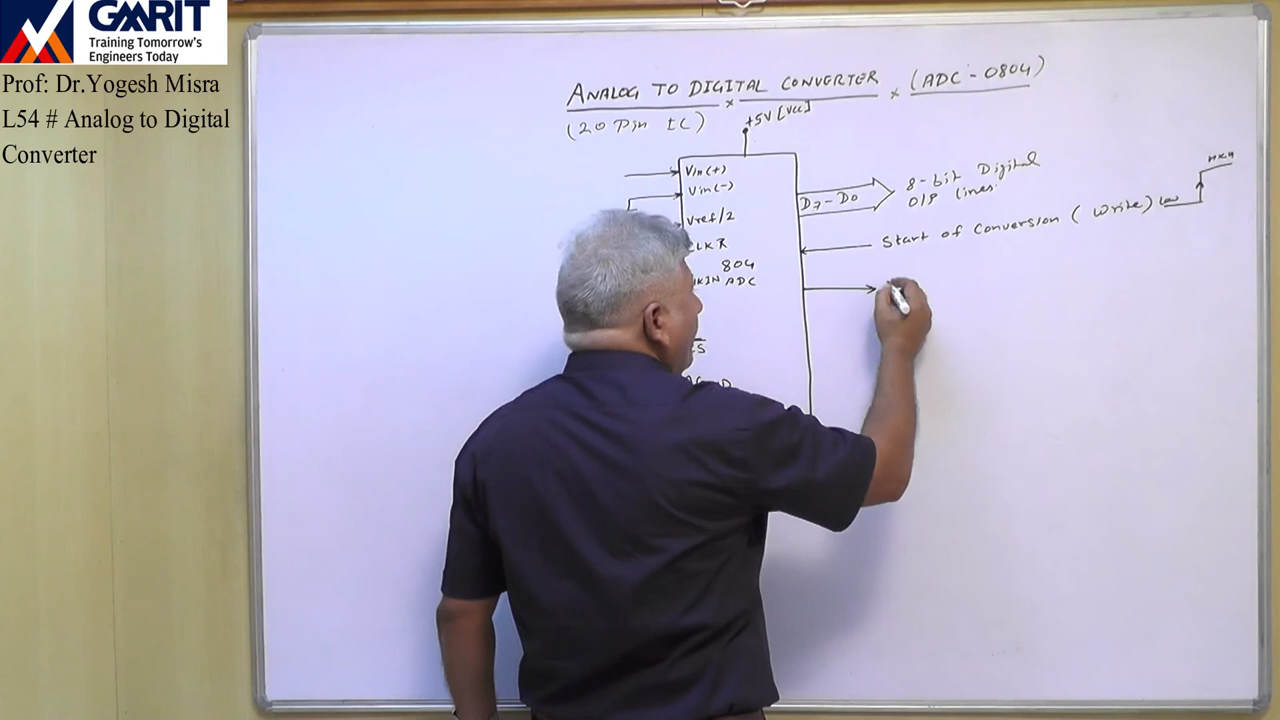 GMRIT
Training Tomorrow's
Engineers Today
Prof: Dr.Yogesh Misra
L54 # Analog to Digital
Converter
ANALOG TO DIGITAL CONVERTER (ADC-0804)
(20 Pin IC)
+5V [Vcc]
Vin(+)
Vin(-)
Vref/2
CLKR
804
ADC
D7-D0
8-bit Digital
O/P lines.
Start of Conversion (Write) Low
High